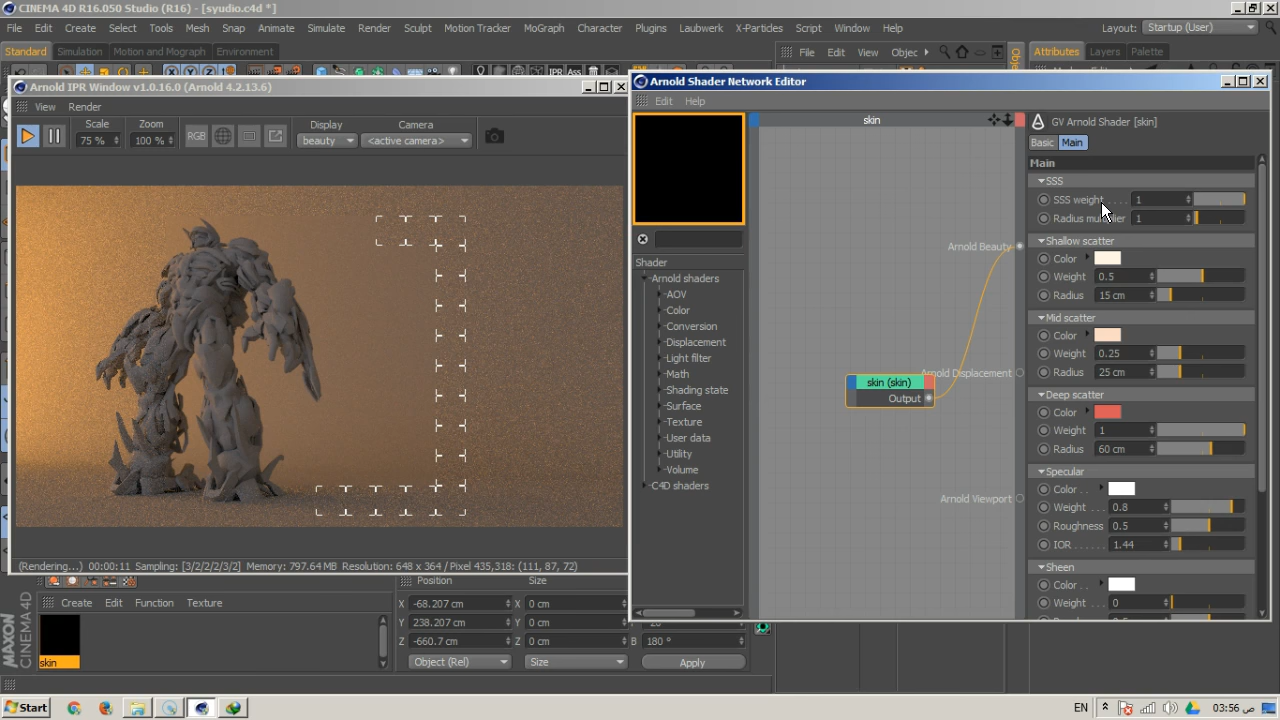 CINEMA 4D R16.050 Studio (R16) - [syudio.c4d *]
File Edit Create Select Tools Mesh Snap Animate Simulate Render Sculpt Motion Tracker MoGraph Character Plugins Laubwerk X-Particles Script Window Help
Layout: Startup (User)
Standard Simulation Motion and Mograph Environment
File Edit View Objec
Attributes Layers Palette
IPR Ass
Arnold IPR Window v1.0.16.0 (Arnold 4.2.13.6)
View Render
Scale Zoom Display Camera
75 % 100 % RGB beauty <active camera>
(Rendering...) 00:00:11 Sampling: [3/2/2/2/3/2] Memory: 797.64 MB Resolution: 648 x 364 / Pixel 435,318: (111, 87, 72)
Arnold Shader Network Editor
Edit Help
Shader
Arnold shaders
AOV
Color
Conversion
Displacement
Light filter
Math
Shading state
Surface
Texture
User data
Utility
Volume
C4D shaders
skin
Arnold Beauty
Arnold Displacement
skin (skin)
Output
Arnold Viewport
GV Arnold Shader [skin]
Basic Main
Main
SSS
SSS weight . . . . 1
Radius multiplier 1
Shallow scatter
Color
Weight 0.5
Radius 15 cm
Mid scatter
Color
Weight 0.25
Radius 25 cm
Deep scatter
Color
Weight 1
Radius 60 cm
Specular
Color . .
Weight . . . 0.8
Roughness 0.5
IOR . . . . . . 1.44
Sheen
Color . .
Weight . . . 0
Create Edit Function Texture
skin
Position Size
X -68.207 cm X 0 cm
Y 238.207 cm Y 0 cm
Z -660.7 cm Z 0 cm B 180 °
Object (Rel) Size Apply
MAXON
CINEMA 4D
Start
EN
03:56 ص